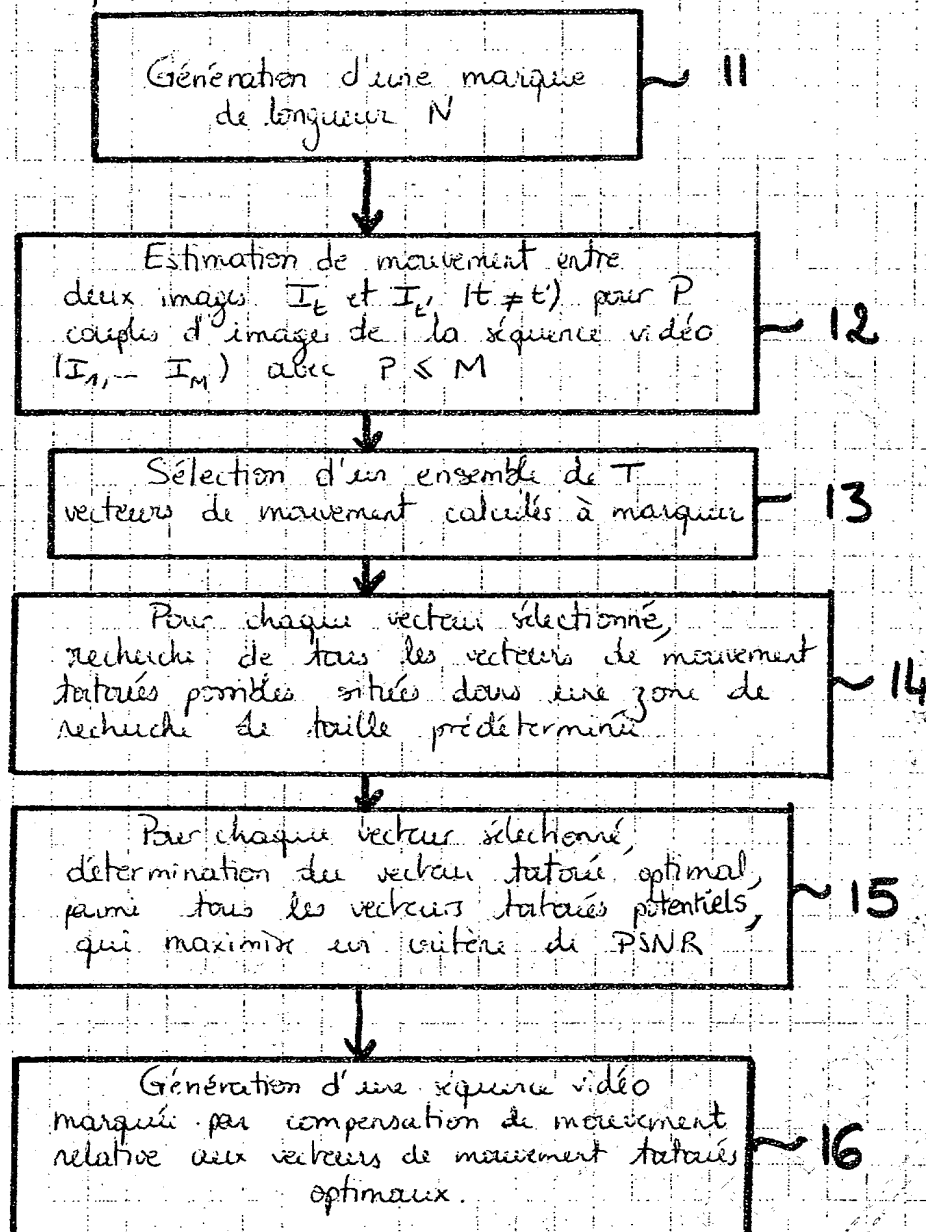 Génération d'une marque
de longueur N
11
Estimation de mouvement entre
deux images I_t et I_t' (t ≠ t') pour P
couples d'images de la séquence vidéo
(I_1, ... I_M) avec P ≤ M
12
Sélection d'un ensemble de T
vecteurs de mouvement calculés à marquer
13
Pour chaque vecteur sélectionné,
recherche de tous les vecteurs de mouvement
tatoués possibles situés dans une zone de
recherche de taille prédéterminée
14
Pour chaque vecteur sélectionné,
détermination du vecteur tatoué optimal,
parmi tous les vecteurs tatoués potentiels,
qui maximise un critère de PSNR
15
Génération d'une séquence vidéo
marquée par compensation de mouvement
relative aux vecteurs de mouvement tatoués
optimaux.
16